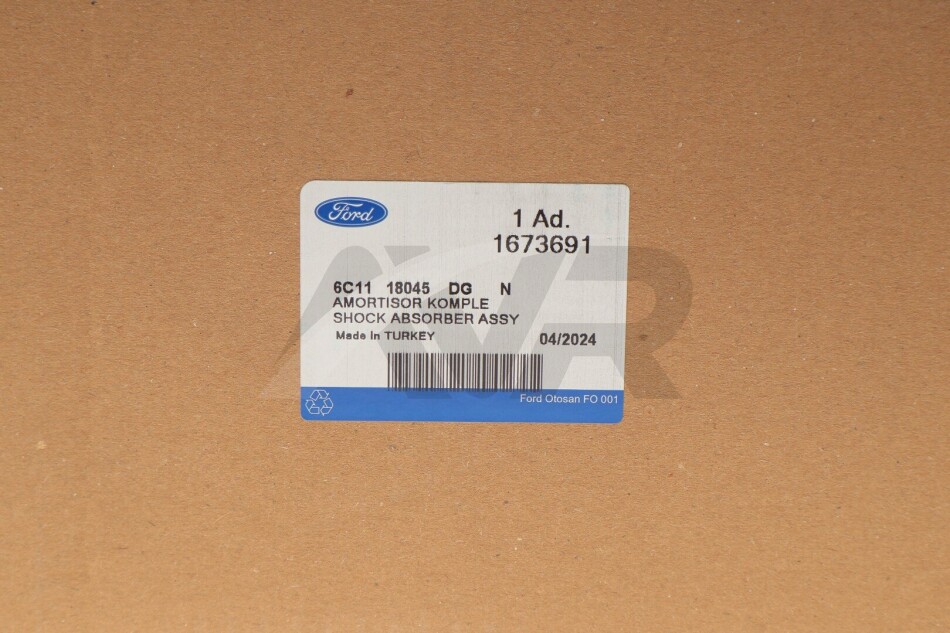 Ford
1 Ad.
1673691
6C11 18045 DG N
AMORTISOR KOMPLE
SHOCK ABSORBER ASSY
Made In TURKEY
04/2024
Ford Otosan FO 001
AVR